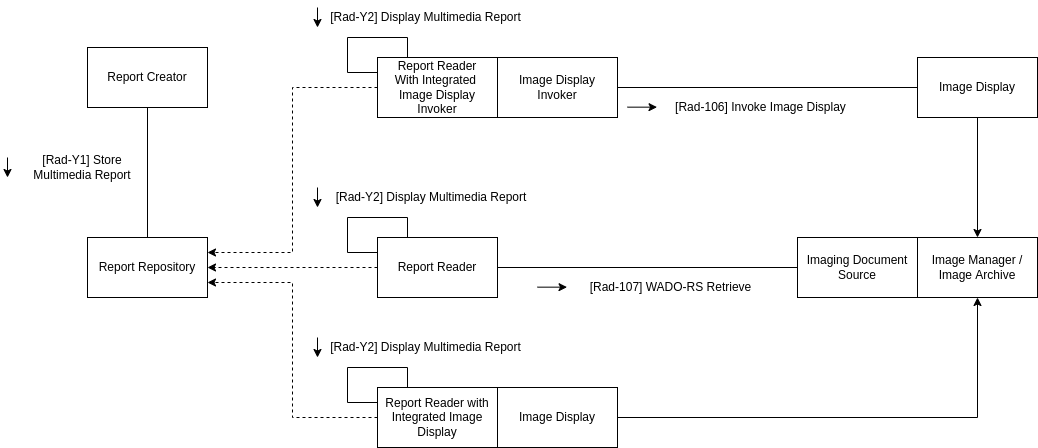 [Rad-Y2] Display Multimedia Report
Report Creator
Report Reader
With Integrated
Image Display
Invoker
Image Display
Invoker
Image Display
[Rad-106] Invoke Image Display
[Rad-Y1] Store
Multimedia Report
[Rad-Y2] Display Multimedia Report
Report Repository
Report Reader
Imaging Document
Source
Image Manager /
Image Archive
[Rad-107] WADO-RS Retrieve
[Rad-Y2] Display Multimedia Report
Report Reader with
Integrated Image
Display
Image Display